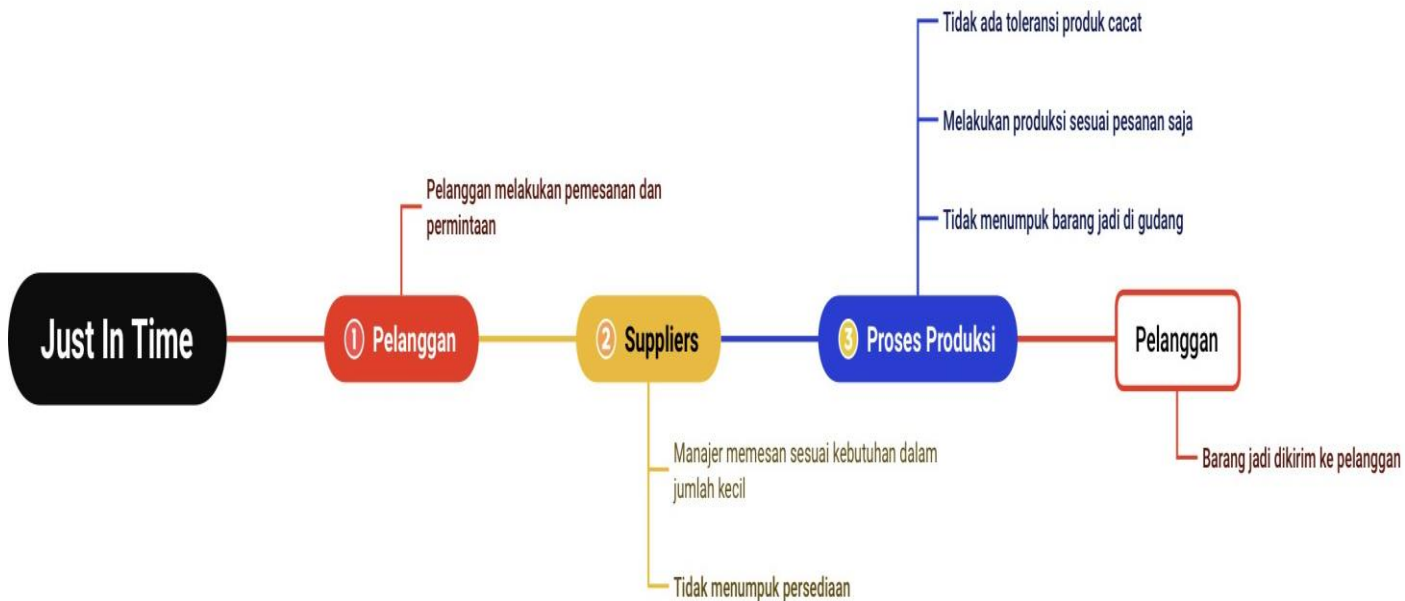 Tidak ada toleransi produk cacat
Melakukan produksi sesuai pesanan saja
Pelanggan melakukan pemesanan dan
permintaan
Tidak menumpuk barang jadi di gudang
Just In Time
1 Pelanggan
2 Suppliers
3 Proses Produksi
Pelanggan
Manajer memesan sesuai kebutuhan dalam
jumlah kecil
Barang jadi dikirim ke pelanggan
Tidak menumpuk persediaan